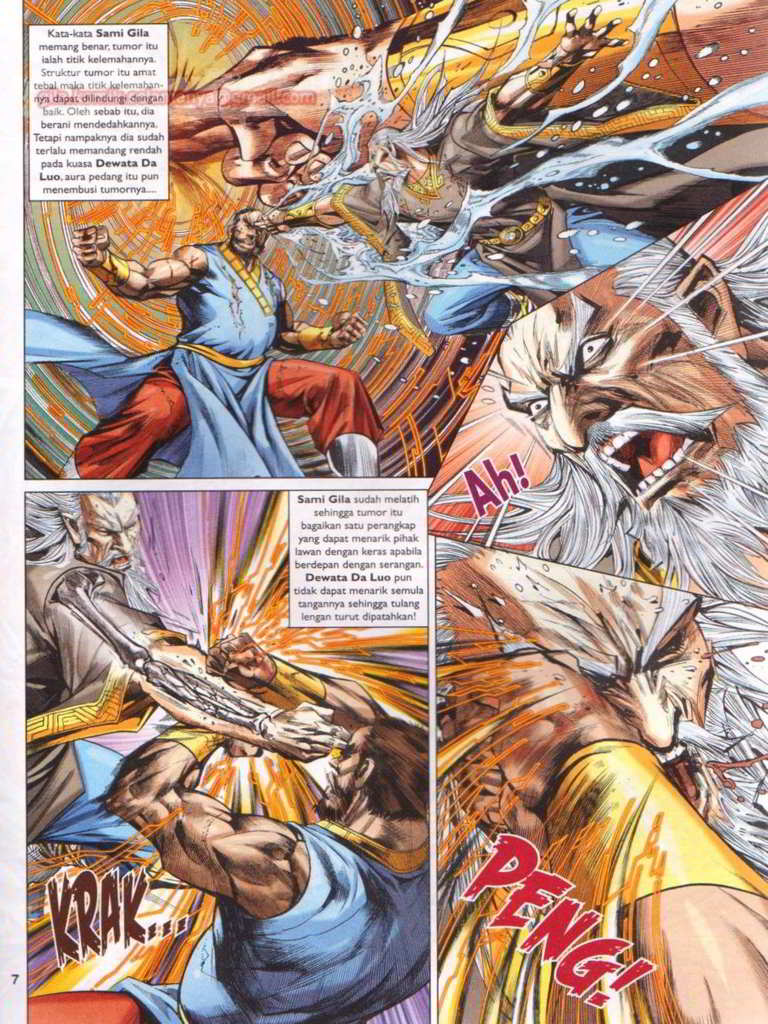 Kata-kata Sami Gila
memang benar, tumor itu
ialah titik kelemahannya.
Struktur tumor itu amat
tebal maka titik kelemahan-
nya dapat dilindungi dengan
baik. Oleh sebab itu, dia
berani mendedahkannya.
Tetapi nampaknya dia sudah
terlalu memandang rendah
pada kuasa Dewata Da
Luo, aura pedang itu pun
menembusi tumornya....
Ah!
Sami Gila sudah melatih
sehingga tumor itu
bagaikan satu perangkap
yang dapat menarik pihak
lawan dengan keras apabila
berdepan dengan serangan.
Dewata Da Luo pun
tidak dapat menarik semula
tangannya sehingga tulang
lengan turut dipatahkan!
KRAK...
PENG!
7